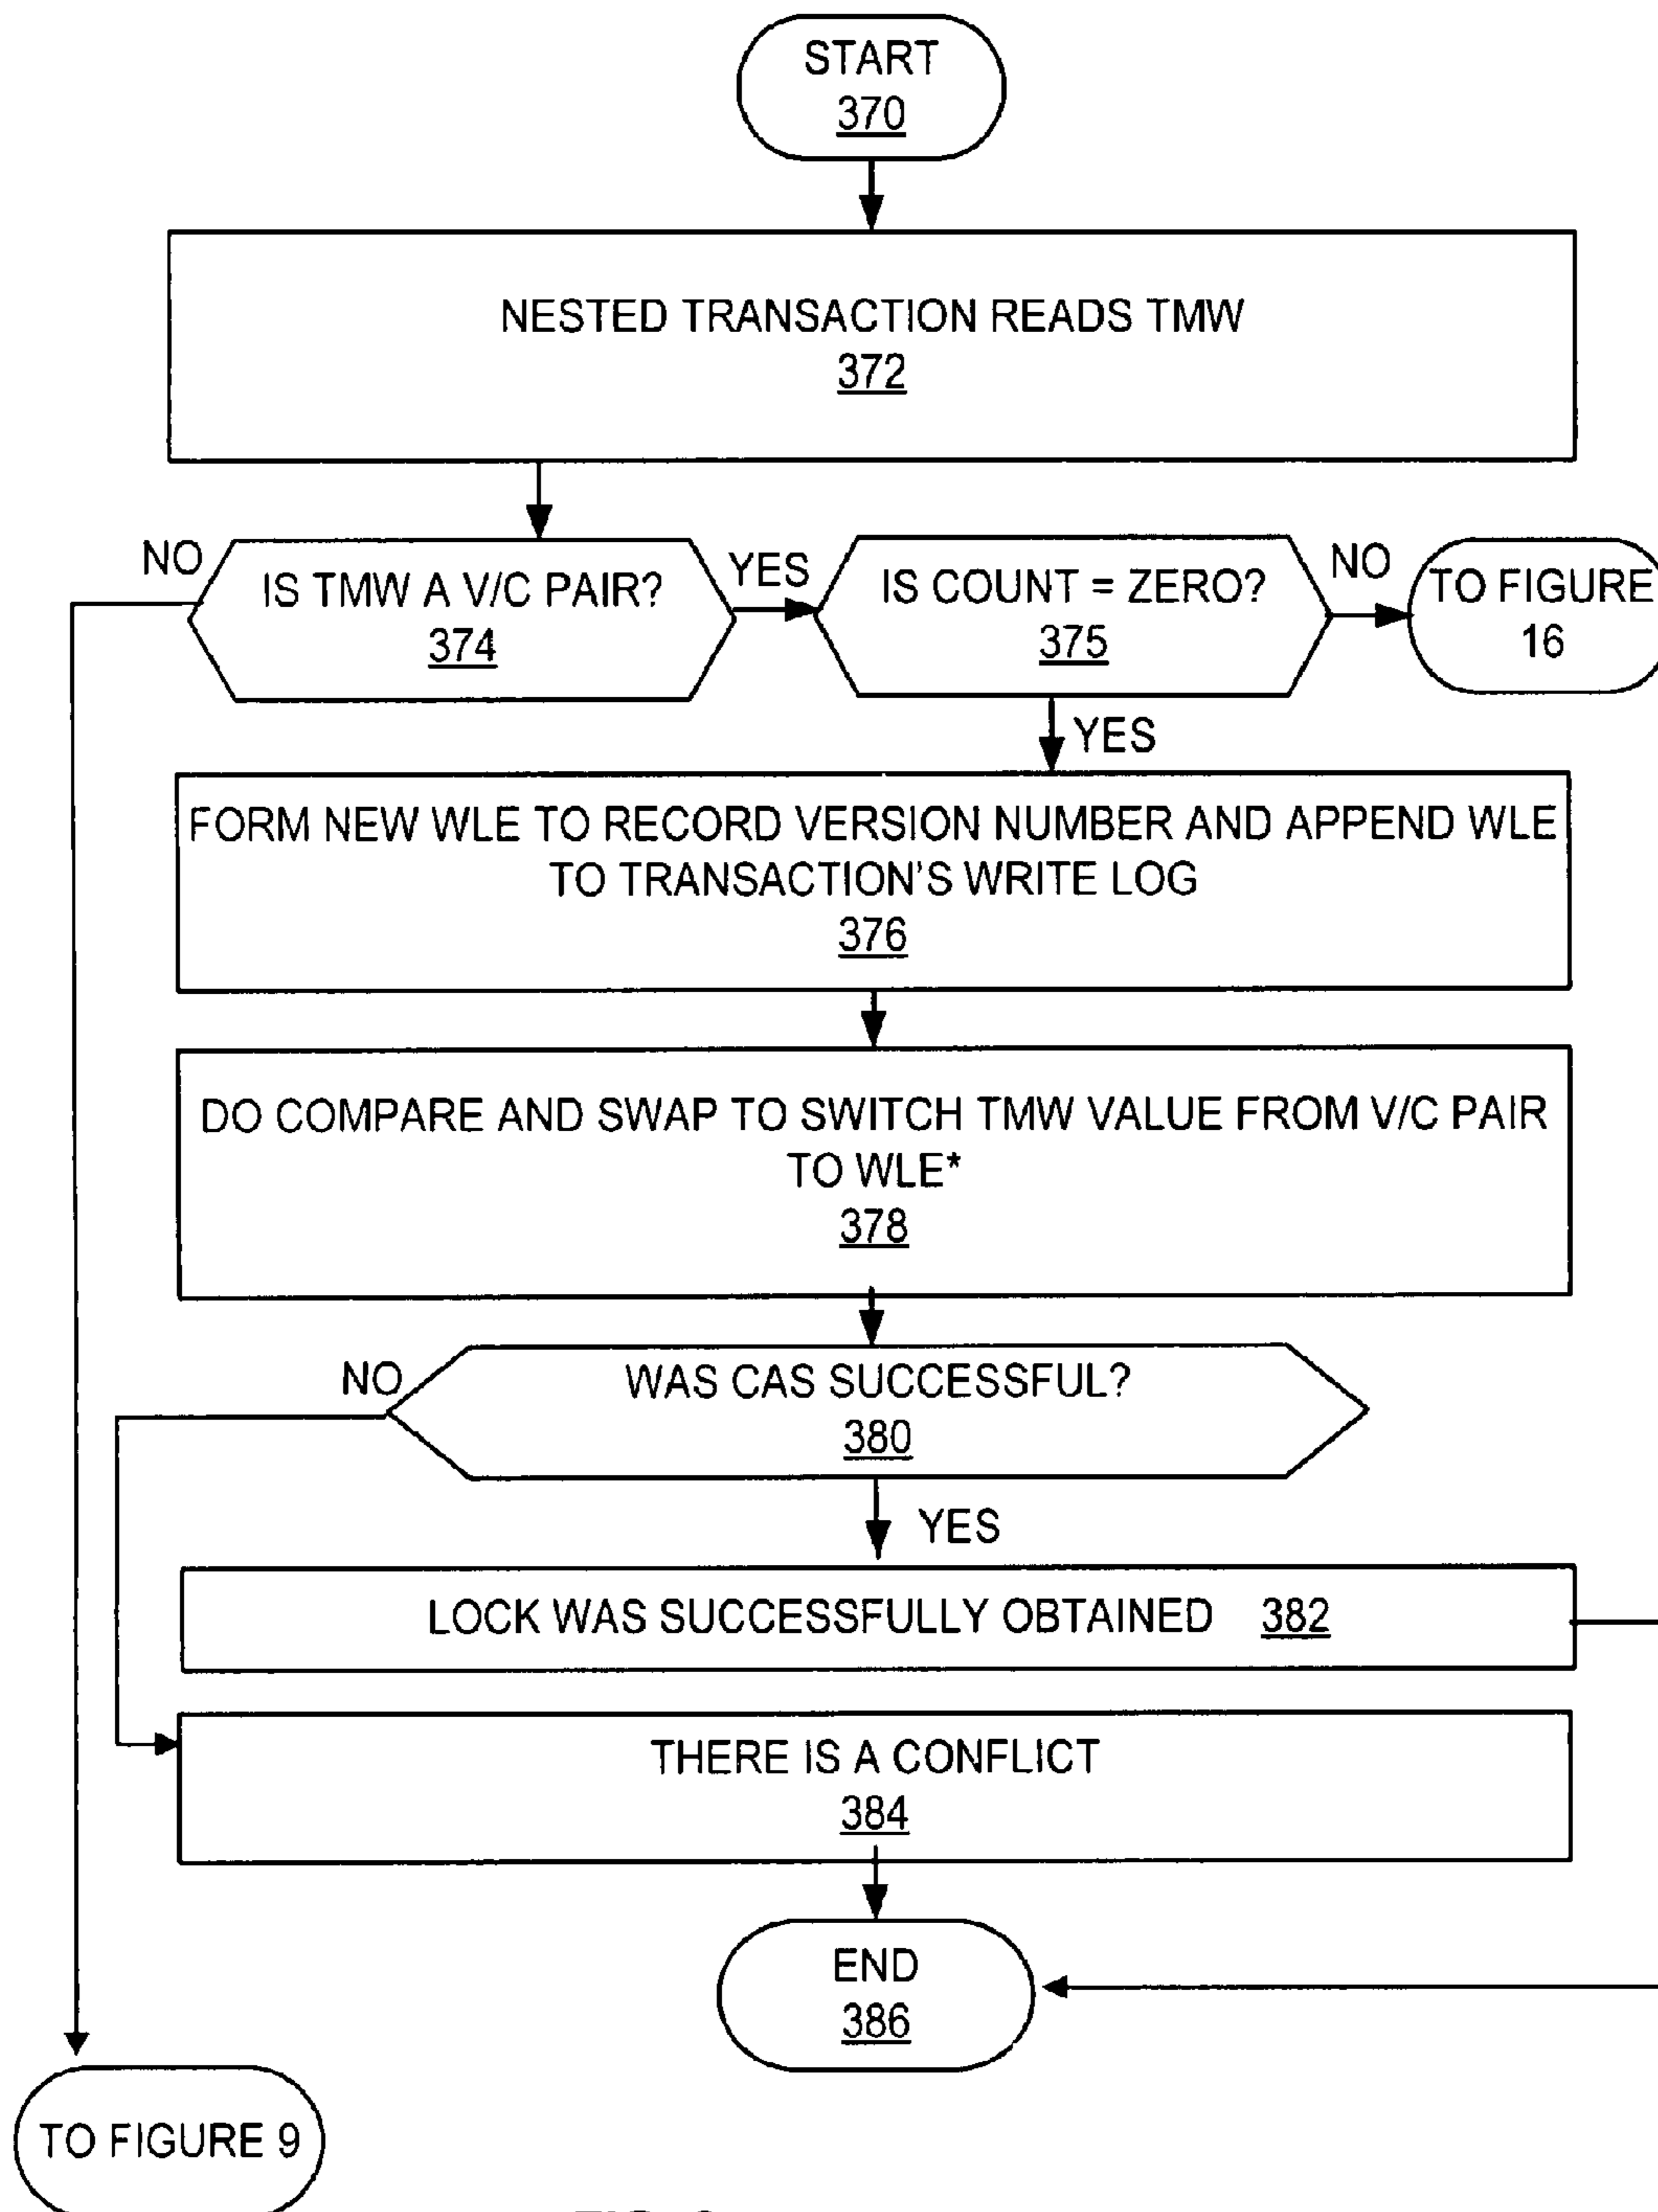 START
370
NESTED TRANSACTION READS TMW
372
NO
IS TMW A V/C PAIR?
374
YES
IS COUNT = ZERO?
375
NO
TO FIGURE
16
YES
FORM NEW WLE TO RECORD VERSION NUMBER AND APPEND WLE
TO TRANSACTION'S WRITE LOG
376
DO COMPARE AND SWAP TO SWITCH TMW VALUE FROM V/C PAIR
TO WLE*
378
NO
WAS CAS SUCCESSFUL?
380
YES
LOCK WAS SUCCESSFULLY OBTAINED 382
THERE IS A CONFLICT
384
END
386
TO FIGURE 9